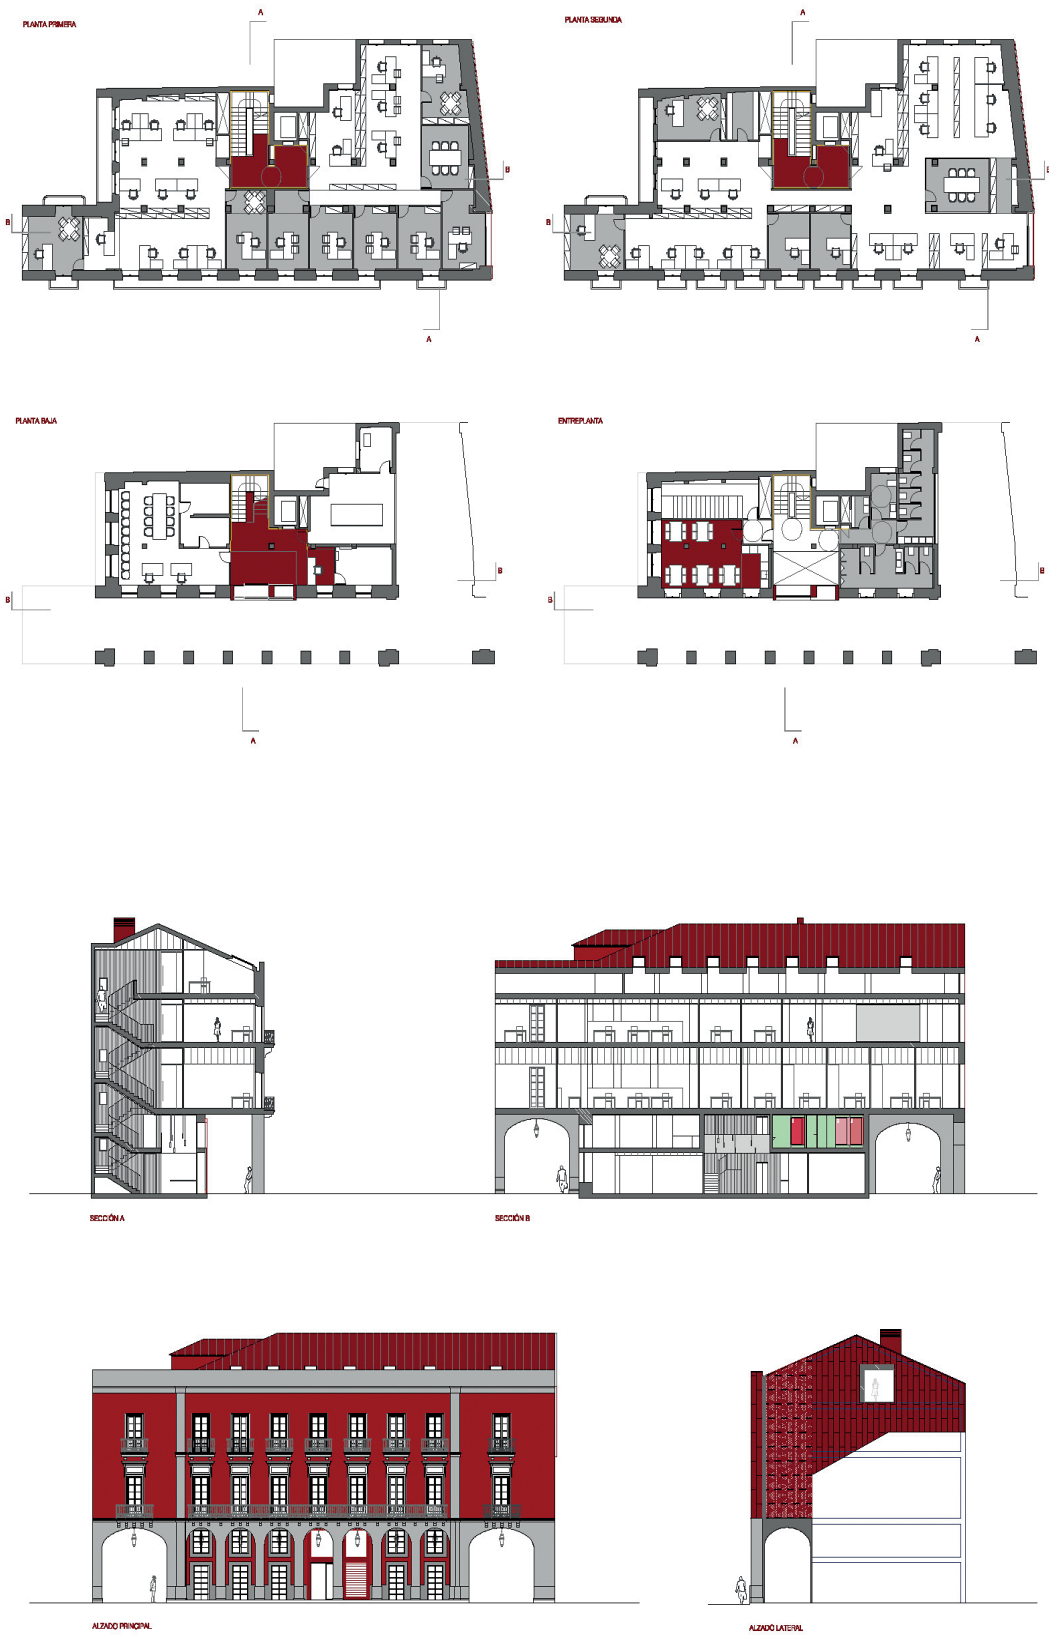 A
A
PLANTA PRIMERA
PLANTA SEGUNDA
B
B
B
B
A
A
PLANTA BAJA
ENTREPLANTA
B
B
B
B
A
A
SECCIÓN A
SECCIÓN B
ALZADO PRINCIPAL
ALZADO LATERAL